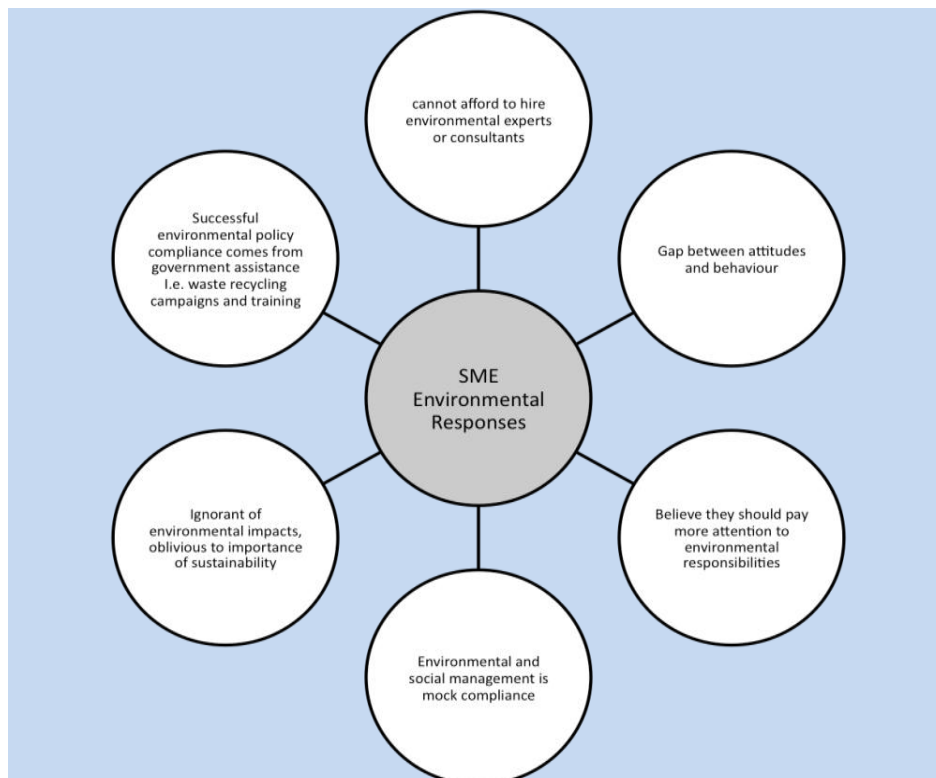 cannot afford to hire
environmental experts
or consultants
Successful
environmental policy
compliance comes from
government assistance
I.e. waste recycling
campaigns and training
Gap between attitudes
and behaviour
SME
Environmental
Responses
Ignorant of
environmental impacts,
oblivious to importance
of sustainability
Believe they should pay
more attention to
environmental
responsibilities
Environmental and
social management is
mock compliance